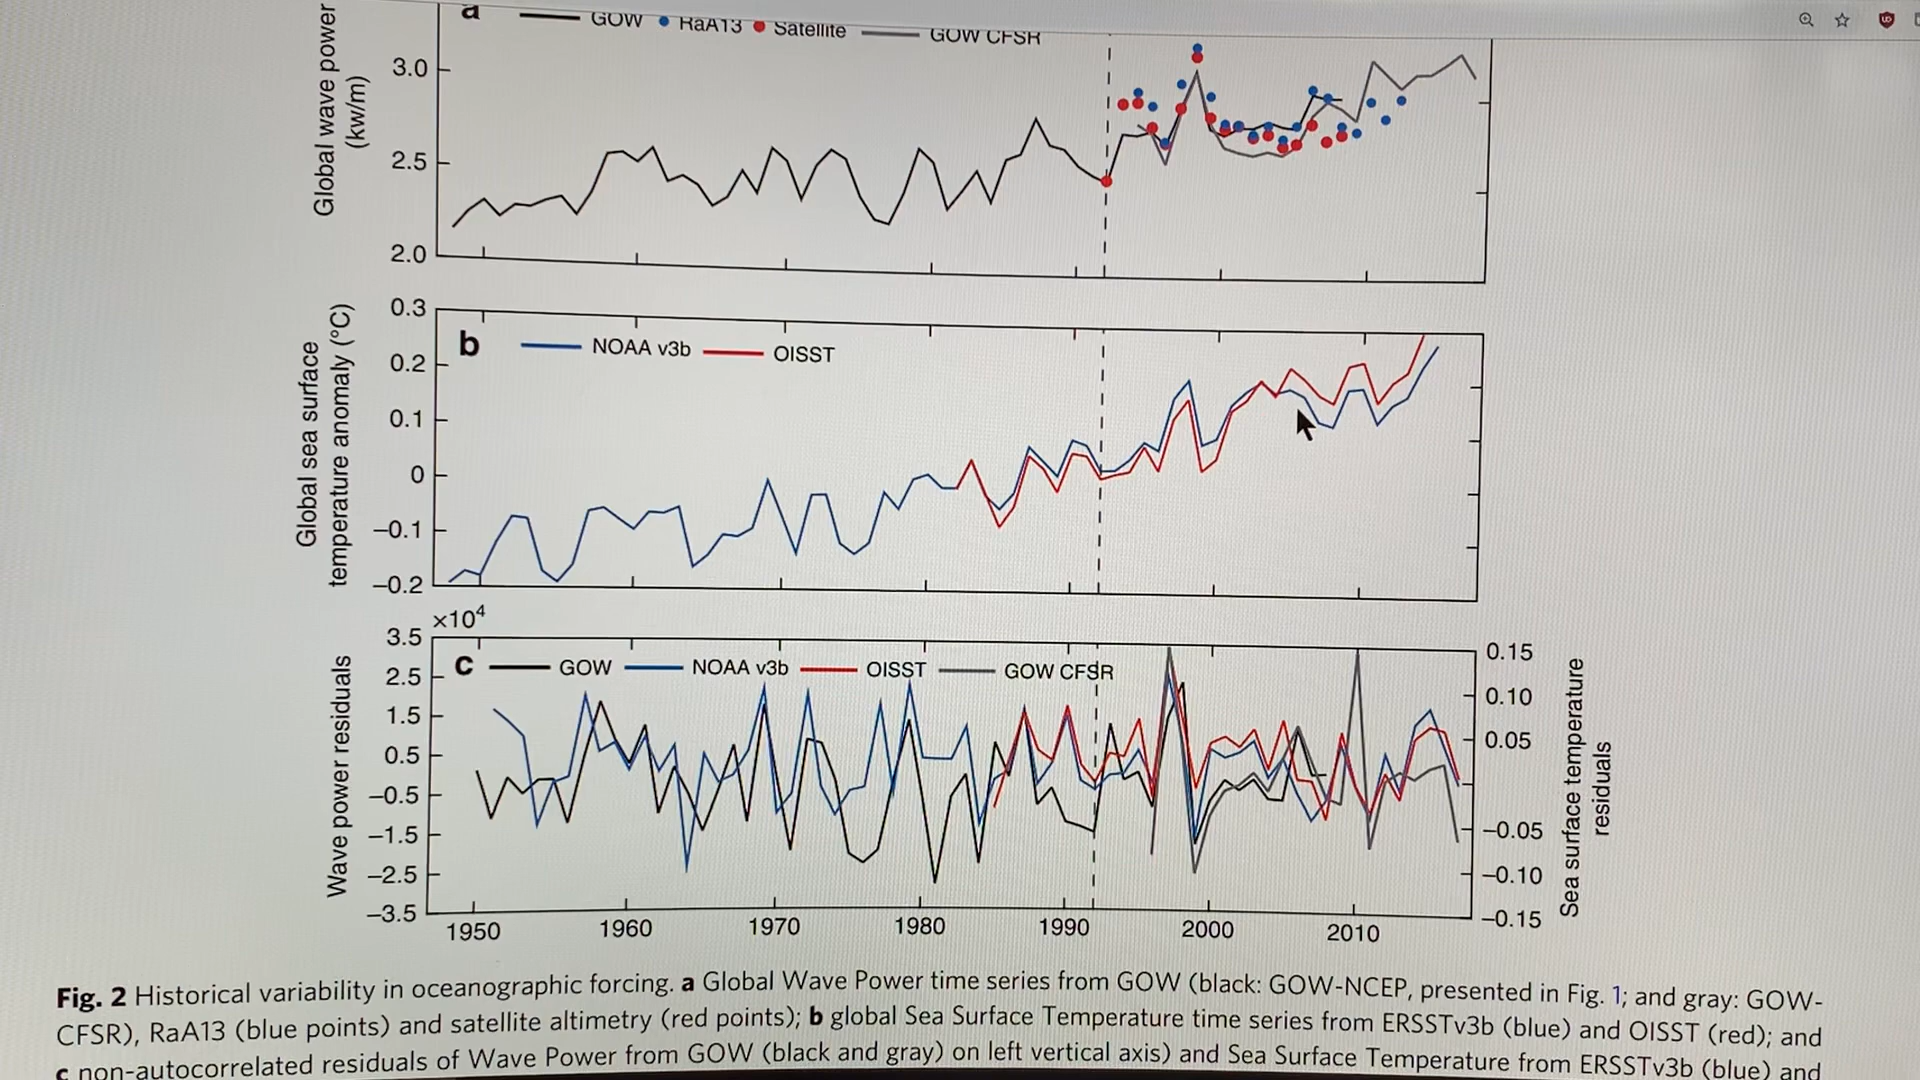 a GOW RaA13 Satellite GOW CFSR
Global wave power
(kw/m)
3.0
2.5
2.0
Global sea surface
temperature anomaly (°C)
0.3
0.2
0.1
0
−0.1
−0.2
b NOAA v3b OISST
×10⁴
Wave power residuals
3.5
2.5
1.5
0.5
−0.5
−1.5
−2.5
−3.5
c GOW NOAA v3b OISST GOW CFSR
0.15
0.10
0.05
−0.05
−0.10
−0.15
Sea surface temperature
residuals
1950 1960 1970 1980 1990 2000 2010
Fig. 2 Historical variability in oceanographic forcing. a Global Wave Power time series from GOW (black: GOW-NCEP, presented in Fig. 1; and gray: GOW-
CFSR), RaA13 (blue points) and satellite altimetry (red points); b global Sea Surface Temperature time series from ERSSTv3b (blue) and OISST (red); and
c non-autocorrelated residuals of Wave Power from GOW (black and gray) on left vertical axis) and Sea Surface Temperature from ERSSTv3b (blue) and